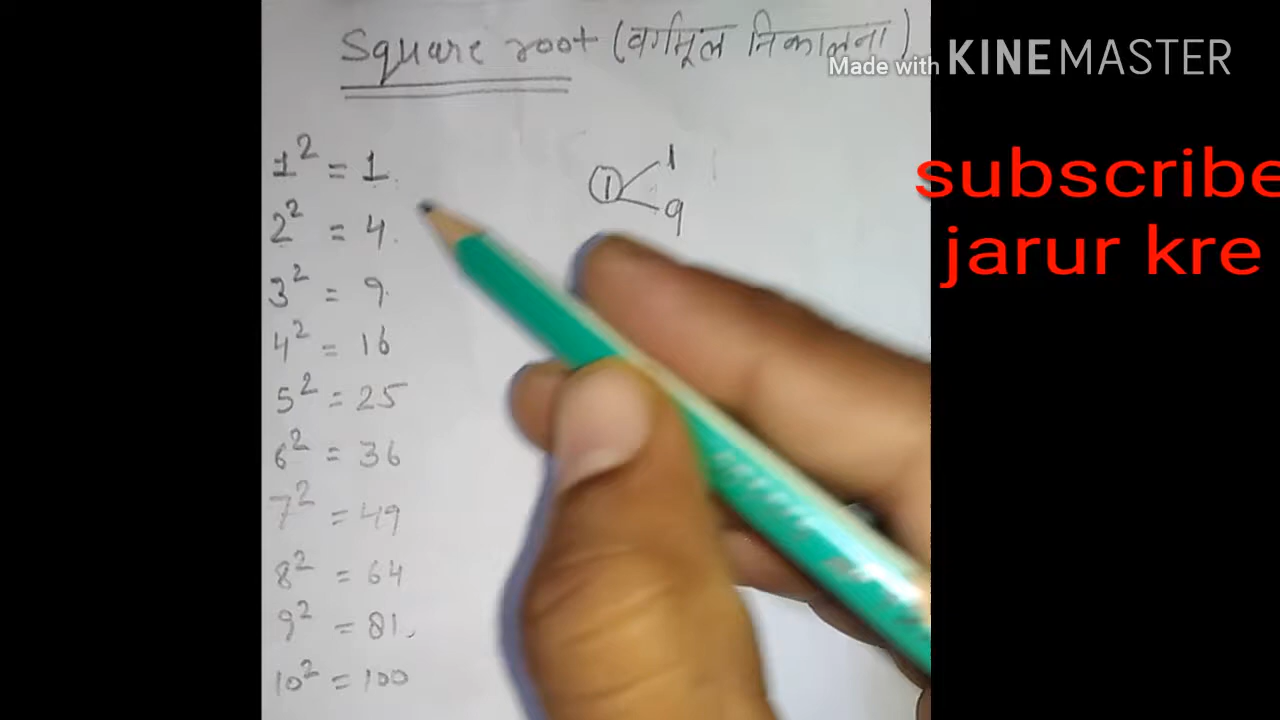 Square root (वर्गमूल निकालना)
Made with KINEMASTER
subscribe
jarur kre
1² = 1
2² = 4
3² = 9
4² = 16
5² = 25
6² = 36
7² = 49
8² = 64
9² = 81
10² = 100
1
1
9